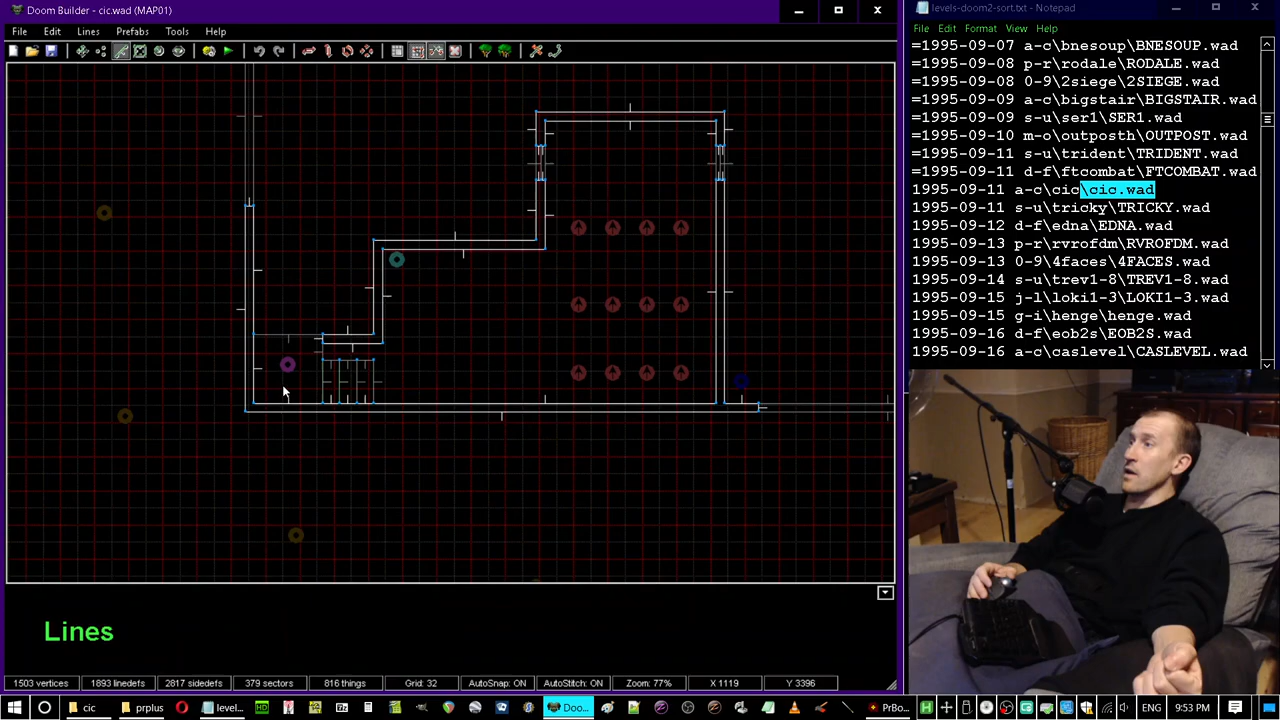 Doom Builder - cic.wad (MAP01)
File Edit Lines Prefabs Tools Help
Lines
1503 vertices 1893 linedefs 2817 sidedefs 379 sectors 816 things Grid: 32 AutoSnap: ON AutoStitch: ON Zoom: 77% X 1119 Y 3396
levels-doom2-sort.txt - Notepad
File Edit Format View Help
=1995-09-07 a-c\bnesoup\BNESOUP.wad
=1995-09-08 p-r\rodale\RODALE.wad
=1995-09-08 0-9\2siege\2SIEGE.wad
=1995-09-09 a-c\bigstair\BIGSTAIR.wad
=1995-09-09 s-u\ser1\SER1.wad
=1995-09-10 m-o\outposth\OUTPOST.wad
=1995-09-11 s-u\trident\TRIDENT.wad
=1995-09-11 d-f\ftcombat\FTCOMBAT.wad
1995-09-11 a-c\cic\cic.wad
1995-09-11 s-u\tricky\TRICKY.wad
1995-09-12 d-f\edna\EDNA.wad
1995-09-13 p-r\rvrofdm\RVROFDM.wad
1995-09-13 0-9\4faces\4FACES.wad
1995-09-14 s-u\trev1-8\TREV1-8.wad
1995-09-15 j-l\loki1-3\LOKI1-3.wad
1995-09-15 g-i\henge\henge.wad
1995-09-16 d-f\eob2s\EOB2S.wad
1995-09-16 a-c\caslevel\CASLEVEL.wad
cic prplus level... Doo... PrBo... ENG 9:53 PM